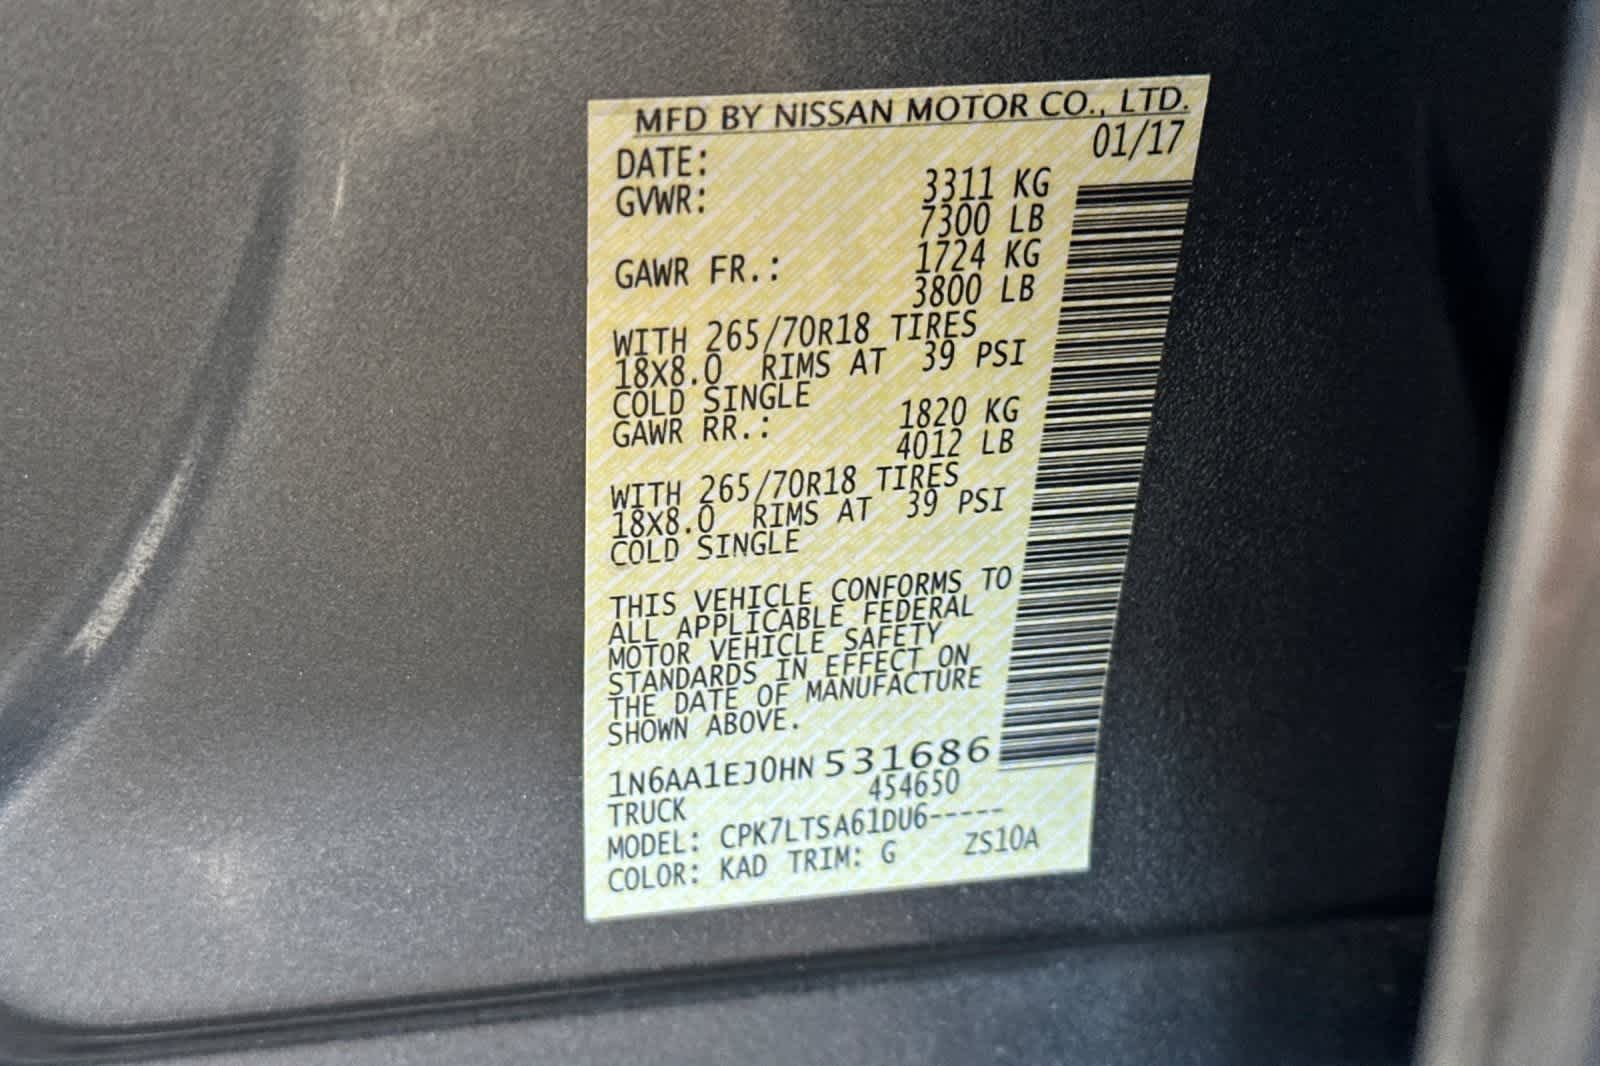 MFD BY NISSAN MOTOR CO., LTD.
DATE: 01/17
GVWR: 3311 KG
7300 LB
GAWR FR.: 1724 KG
3800 LB
WITH 265/70R18 TIRES
18X8.0 RIMS AT 39 PSI
COLD SINGLE
GAWR RR.: 1820 KG
4012 LB
WITH 265/70R18 TIRES
18X8.0 RIMS AT 39 PSI
COLD SINGLE
THIS VEHICLE CONFORMS TO
ALL APPLICABLE FEDERAL
MOTOR VEHICLE SAFETY
STANDARDS IN EFFECT ON
THE DATE OF MANUFACTURE
SHOWN ABOVE.
1N6AA1EJ0HN 531686
TRUCK 454650
MODEL: CPK7LTSA61DU6-----
COLOR: KAD TRIM: G ZS10A